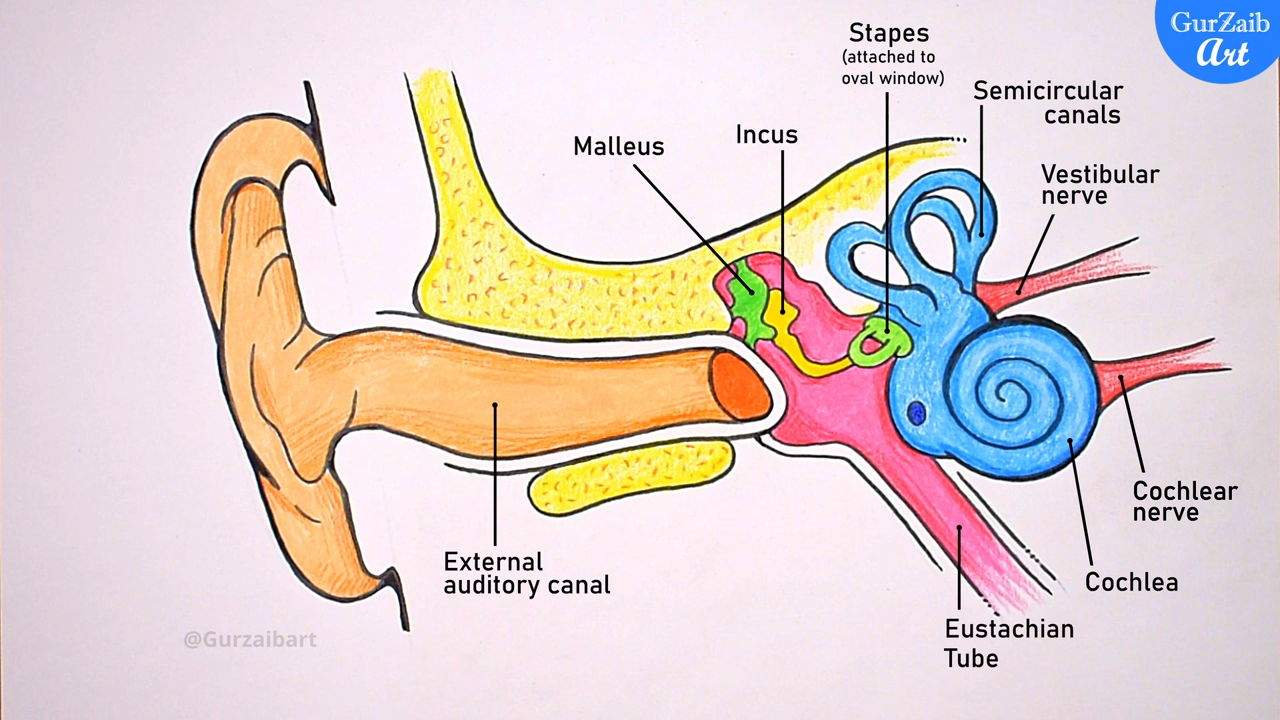 GurZaib
Art
Stapes
(attached to
oval window)
Semicircular
canals
Incus
Malleus
Vestibular
nerve
Cochlear
nerve
External
auditory canal
Cochlea
Eustachian
Tube
@Gurzaibart